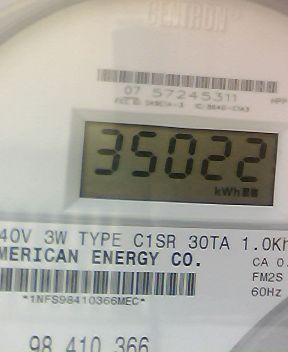 CENTRON
07 57245311
35022
kWh
40V 3W TYPE C1SR 30TA 1.0Kh
MERICAN ENERGY CO.
CA 0.
FM2S
60Hz
*1NFS98410366MEC*
98 410 366